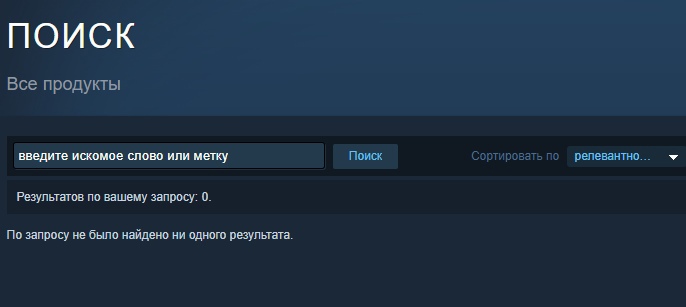 ПОИСК
Все продукты
введите искомое слово или метку Поиск Сортировать по релевантно...
Результатов по вашему запросу: 0.
По запросу не было найдено ни одного результата.